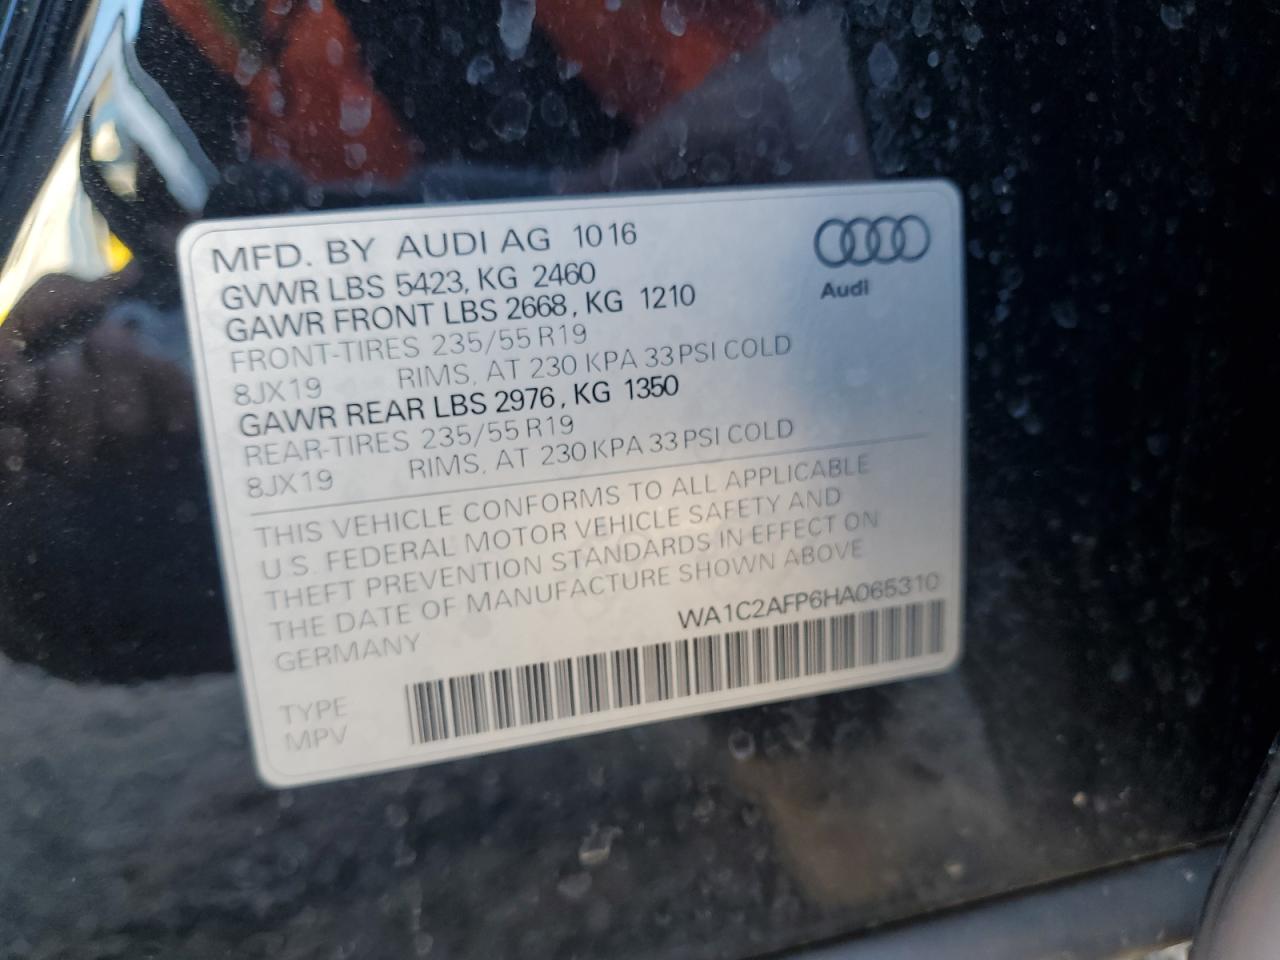 MFD. BY AUDI AG 1016
Audi
GVWR LBS 5423, KG 2460
GAWR FRONT LBS 2668, KG 1210
FRONT-TIRES 235/55 R19
8JX19 RIMS, AT 230 KPA 33 PSI COLD
GAWR REAR LBS 2976, KG 1350
REAR-TIRES 235/55 R19
8JX19 RIMS, AT 230 KPA 33 PSI COLD
THIS VEHICLE CONFORMS TO ALL APPLICABLE
U.S. FEDERAL MOTOR VEHICLE SAFETY AND
THEFT PREVENTION STANDARDS IN EFFECT ON
THE DATE OF MANUFACTURE SHOWN ABOVE
GERMANY WA1C2AFP6HA065310
TYPE
MPV